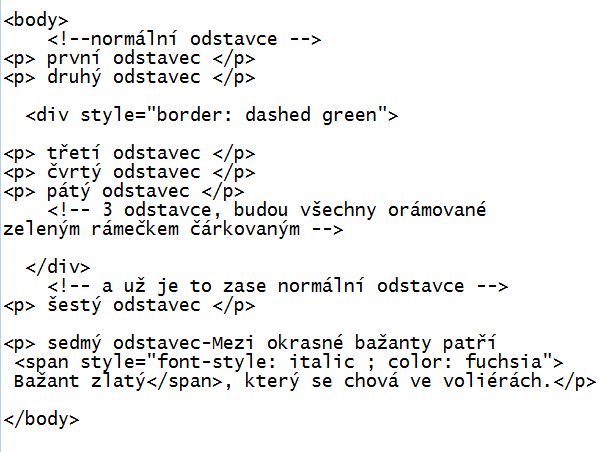 <body>
<!--normální odstavce -->
<p> první odstavec </p>
<p> druhý odstavec </p>
<div style="border: dashed green">
<p> třetí odstavec </p>
<p> čvrtý odstavec </p>
<p> pátý odstavec </p>
<!-- 3 odstavce, budou všechny orámované
zeleným rámečkem čárkovaným -->
</div>
<!-- a už je to zase normální odstavce -->
<p> šestý odstavec </p>
<p> sedmý odstavec-Mezi okrasné bažanty patří
<span style="font-style: italic ; color: fuchsia">
Bažant zlatý</span>, který se chová ve voliérách.</p>
</body>